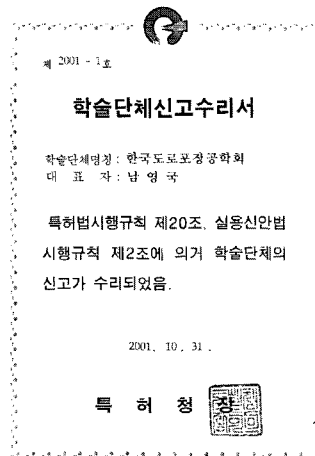 제 2001 - 1 호
학술단체신고수리서
학술단체명칭 : 한국도로포장공학회
대 표 자 : 남영국
특허법시행규칙 제20조, 실용신안법
시행규칙 제2조에 의거 학술단체의
신고가 수리되었음.
2001. 10. 31.
특 허 청 장